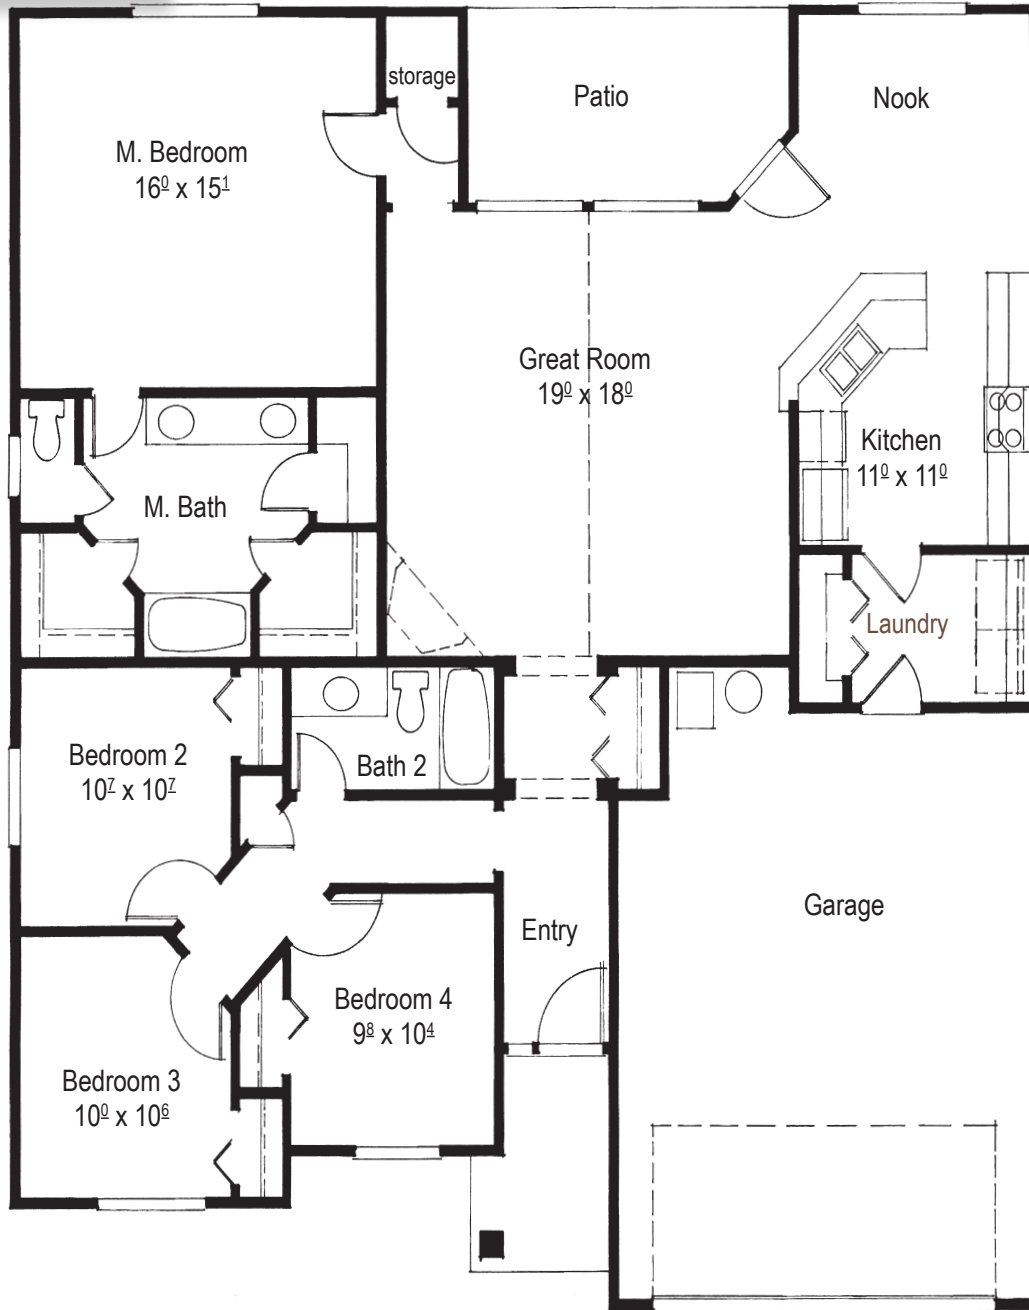 storage
Patio
Nook
M. Bedroom
16⁰ x 15¹
Great Room
19⁰ x 18⁰
Kitchen
11⁰ x 11⁰
M. Bath
Laundry
Bedroom 2
10⁷ x 10⁷
Bath 2
Garage
Entry
Bedroom 4
9⁸ x 10⁴
Bedroom 3
10⁰ x 10⁶